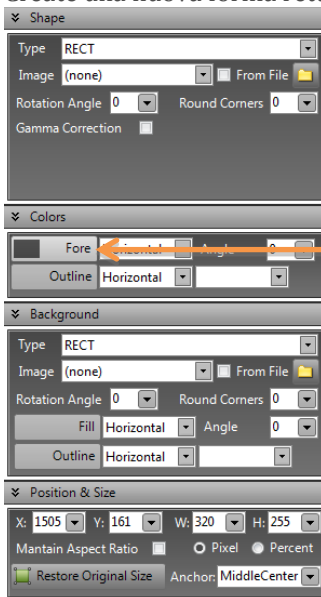 Shape
Type RECT
Image (none) From File
Rotation Angle 0 Round Corners 0
Gamma Correction
Colors
Fore Angle
Outline Horizontal
Background
Type RECT
Image (none) From File
Rotation Angle 0 Round Corners 0
Fill Horizontal Angle 0
Outline Horizontal
Position & Size
X: 1505 Y: 161 W: 320 H: 255
Mantain Aspect Ratio Pixel Percent
Restore Original Size Anchor: MiddleCenter